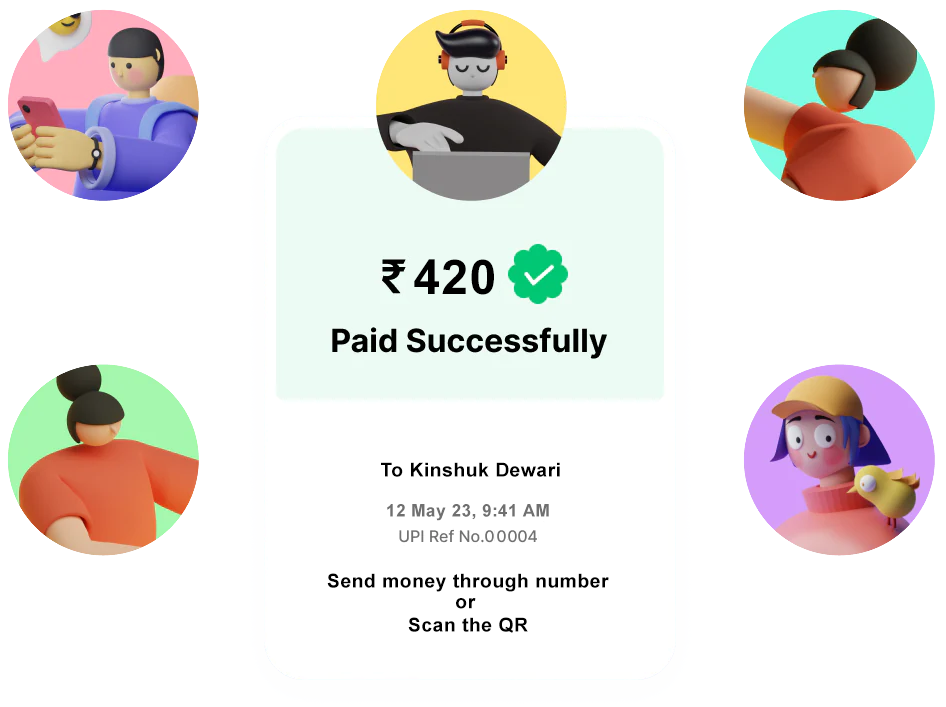 ₹420
Paid Successfully
To Kinshuk Dewari
12 May 23, 9:41 AM
UPI Ref No.00004
Send money through number
or
Scan the QR